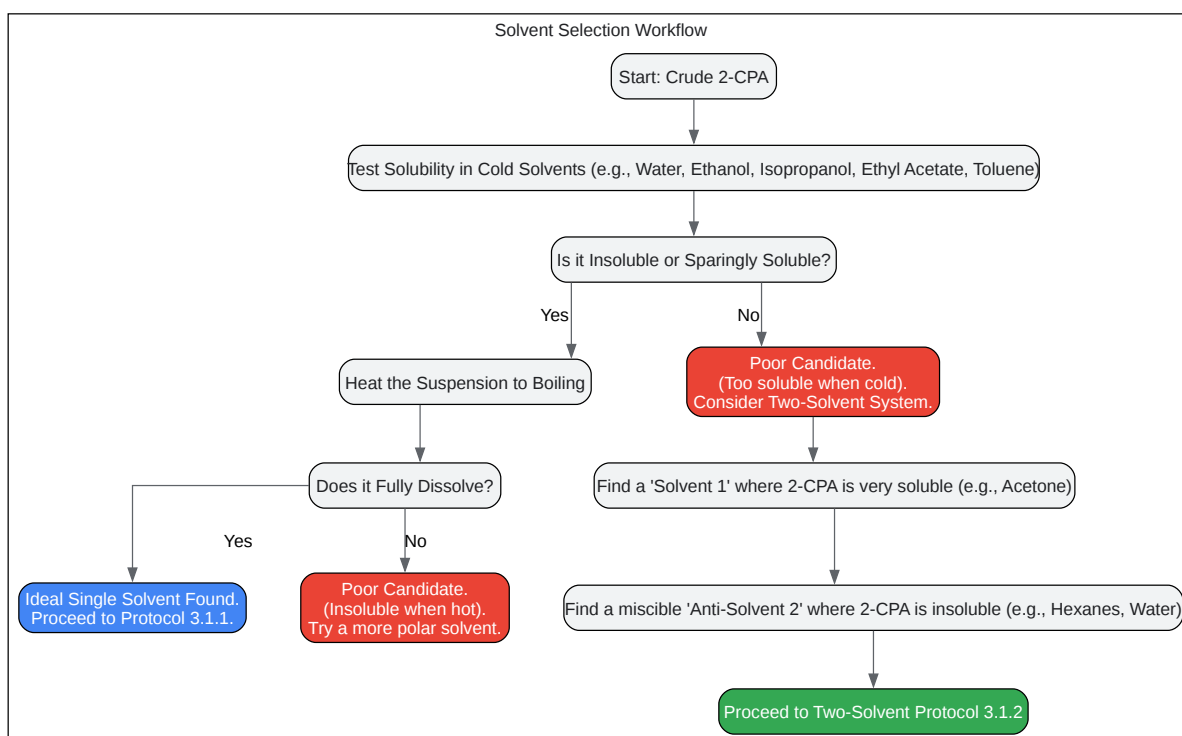 Solvent Selection Workflow
Start: Crude 2-CPA
Test Solubility in Cold Solvents (e.g., Water, Ethanol, Isopropanol, Ethyl Acetate, Toluene)
Is it Insoluble or Sparingly Soluble?
Yes
No
Heat the Suspension to Boiling
Poor Candidate.
(Too soluble when cold).
Consider Two-Solvent System.
Does it Fully Dissolve?
Find a 'Solvent 1' where 2-CPA is very soluble (e.g., Acetone)
Yes
No
Ideal Single Solvent Found.
Proceed to Protocol 3.1.1.
Poor Candidate.
(Insoluble when hot).
Try a more polar solvent.
Find a miscible 'Anti-Solvent 2' where 2-CPA is insoluble (e.g., Hexanes, Water)
Proceed to Two-Solvent Protocol 3.1.2